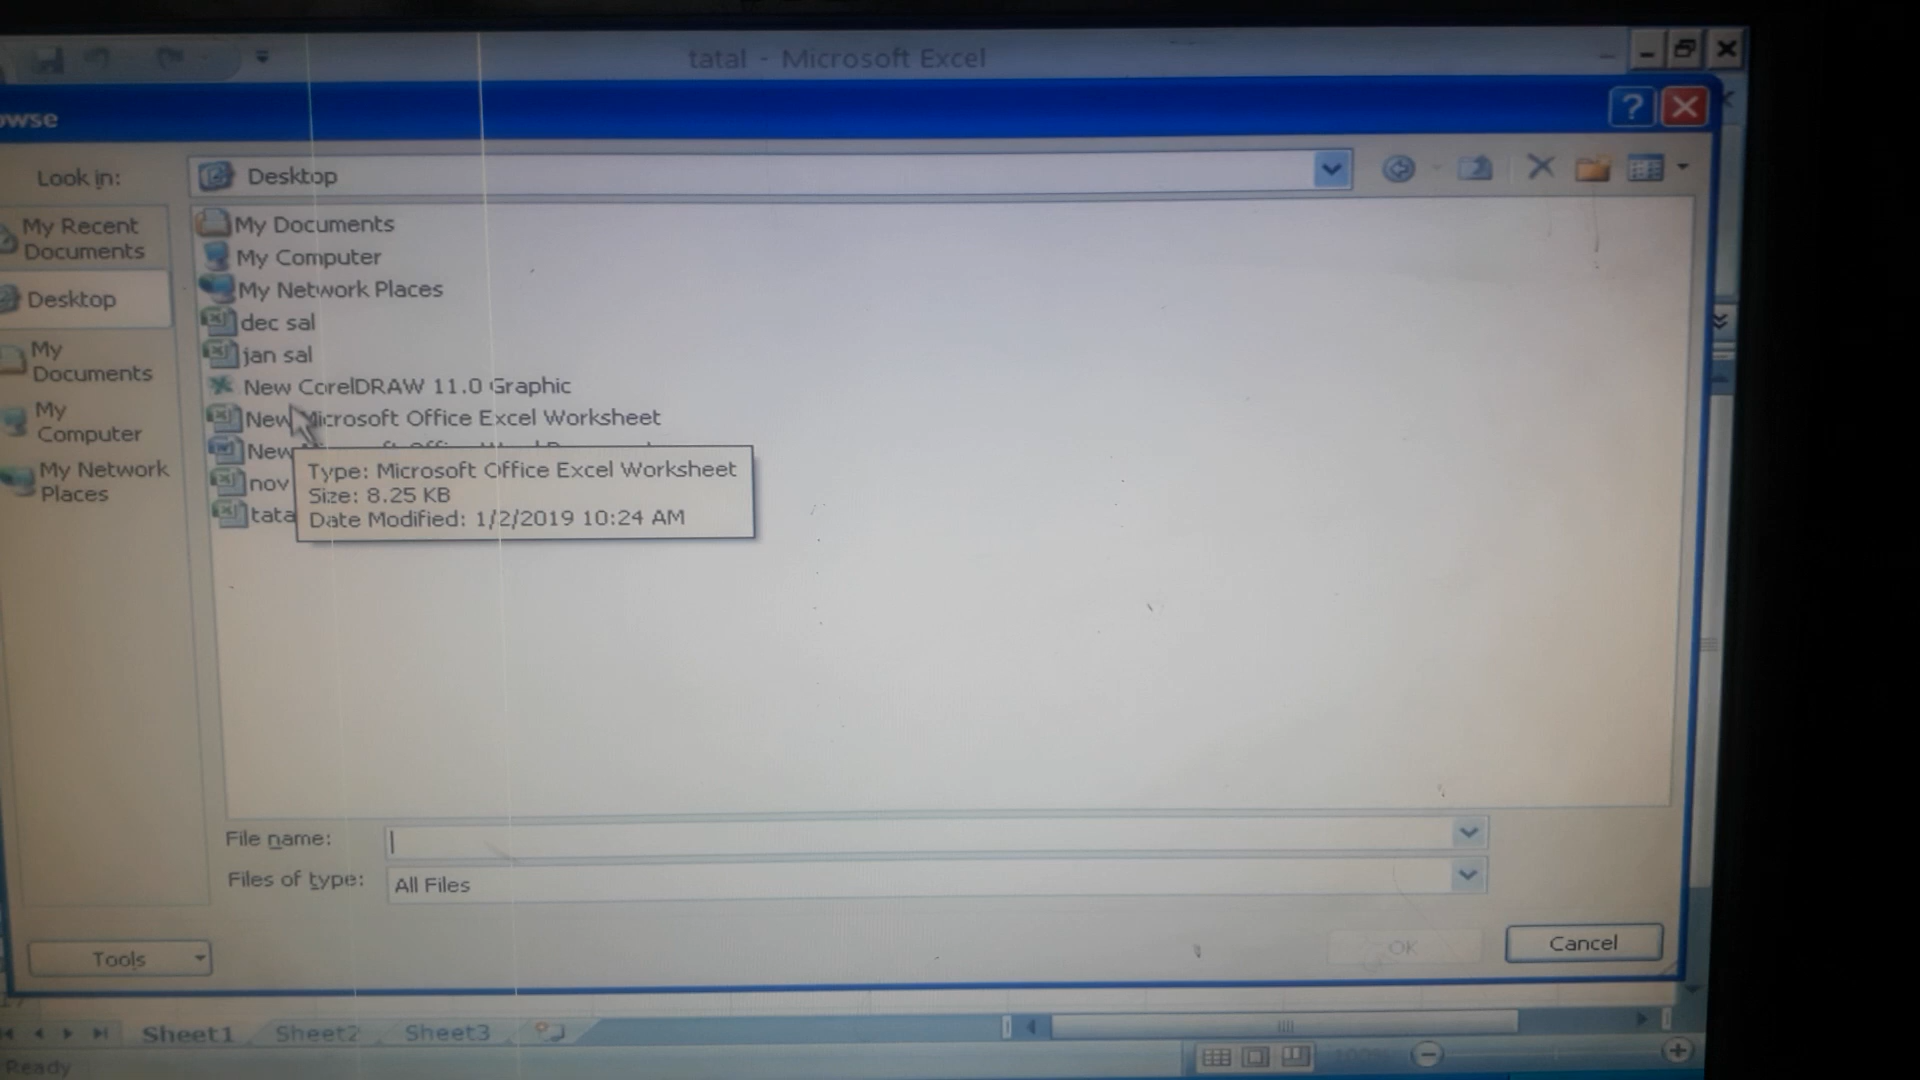 tatal - Microsoft Excel
owse
Look in:
Desktop
My Recent
Documents
Desktop
My
Documents
My
Computer
My Network
Places
My Documents
My Computer
My Network Places
dec sal
jan sal
New CorelDRAW 11.0 Graphic
New Microsoft Office Excel Worksheet
New
nov
tata
Type: Microsoft Office Excel Worksheet
Size: 8.25 KB
Date Modified: 1/2/2019 10:24 AM
File name:
Files of type:
All Files
Tools
OK
Cancel
Sheet1
Sheet2
Sheet3
Ready
100%